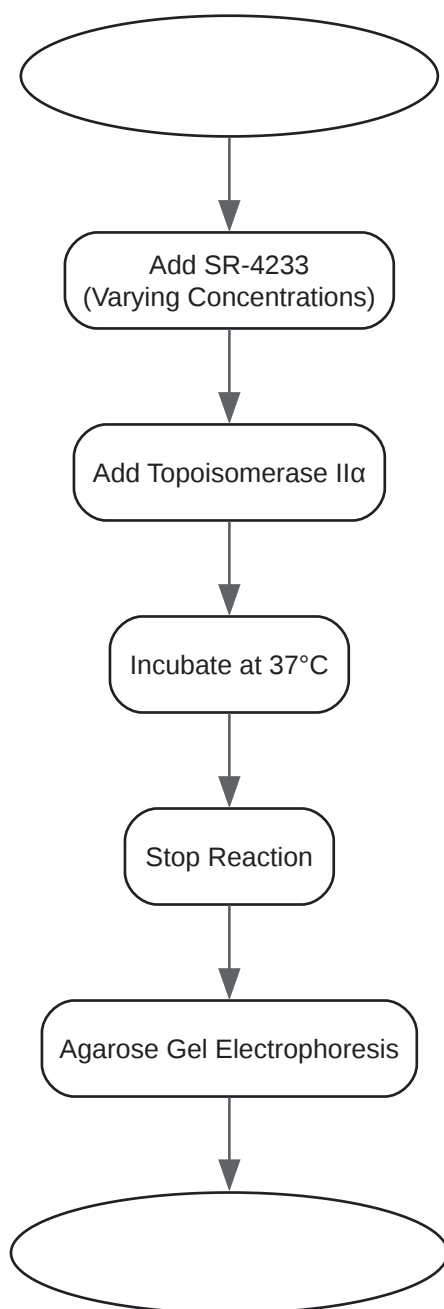 Add SR-4233
(Varying Concentrations)
Add Topoisomerase IIα
Incubate at 37°C
Stop Reaction
Agarose Gel Electrophoresis